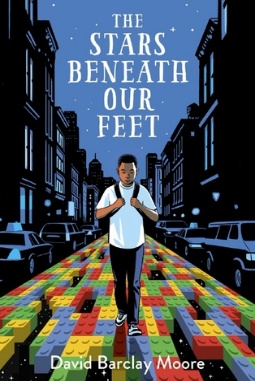 THE
STARS
BENEATH
OUR
FEET
David Barclay Moore